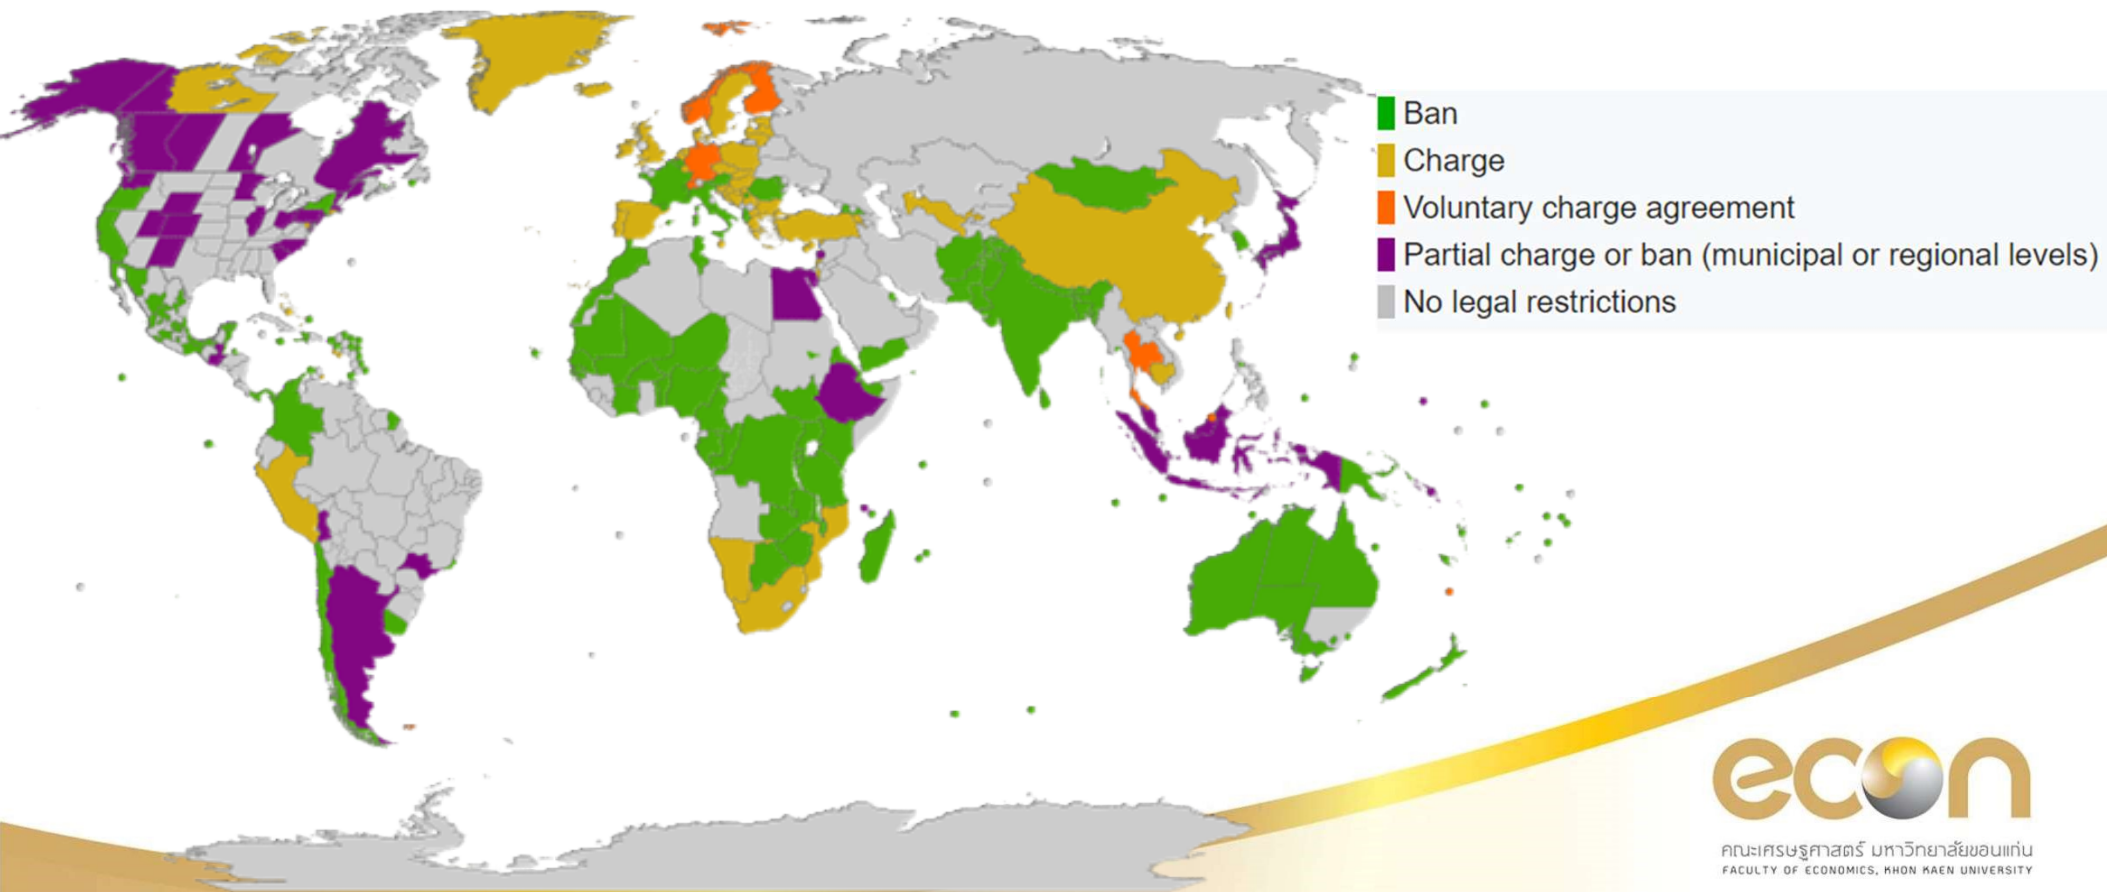 Ban
Charge
Voluntary charge agreement
Partial charge or ban (municipal or regional levels)
No legal restrictions
econ
คณะเศรษฐศาสตร์ มหาวิทยาลัยขอนแก่น
FACULTY OF ECONOMICS, KHON KAEN UNIVERSITY